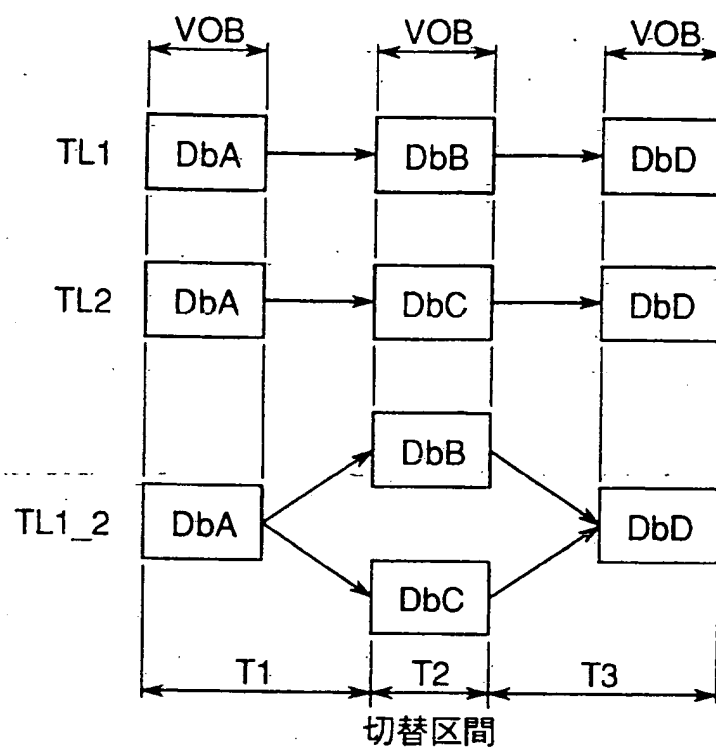 VOB VOB VOB
TL1 DbA DbB DbD
TL2 DbA DbC DbD
DbB
TL1_2 DbA DbD
DbC
T1 T2 T3
切替区間